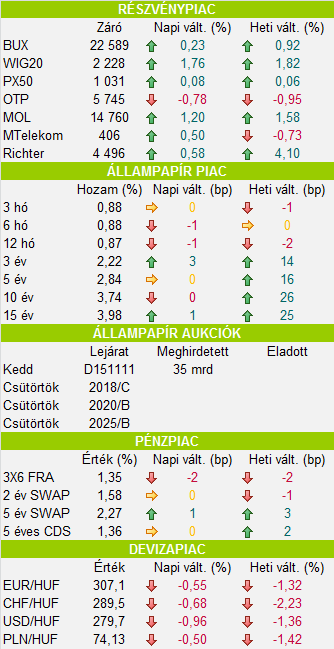 RÉSZVÉNYPIAC
Záró Napi vált. (%) Heti vált. (%)
BUX 22 589 0,23 0,92
WIG20 2 228 1,76 1,82
PX50 1 031 0,08 0,06
OTP 5 745 -0,78 -0,95
MOL 14 760 1,20 1,58
MTelekom 406 0,50 -0,73
Richter 4 496 0,58 4,10
ÁLLAMPAPÍR PIAC
Hozam (%) Napi vált. (bp) Heti vált. (bp)
3 hó 0,88 0 -1
6 hó 0,88 -1 0
12 hó 0,87 -1 -2
3 év 2,22 3 14
5 év 2,84 0 16
10 év 3,74 0 26
15 év 3,98 1 25
ÁLLAMPAPÍR AUKCIÓK
Lejárat Meghirdetett Eladott
Kedd D151111 35 mrd
Csütörtök 2018/C
Csütörtök 2020/B
Csütörtök 2025/B
PÉNZPIAC
Érték (%) Napi vált. (bp) Heti vált. (bp)
3X6 FRA 1,35 -2 -2
2 év SWAP 1,58 0 -1
5 év SWAP 2,27 1 3
5 éves CDS 1,36 0 2
DEVIZAPIAC
Érték Napi vált. (%) Heti vált. (%)
EUR/HUF 307,1 -0,55 -1,32
CHF/HUF 289,5 -0,68 -2,23
USD/HUF 279,7 -0,96 -1,36
PLN/HUF 74,13 -0,50 -1,42